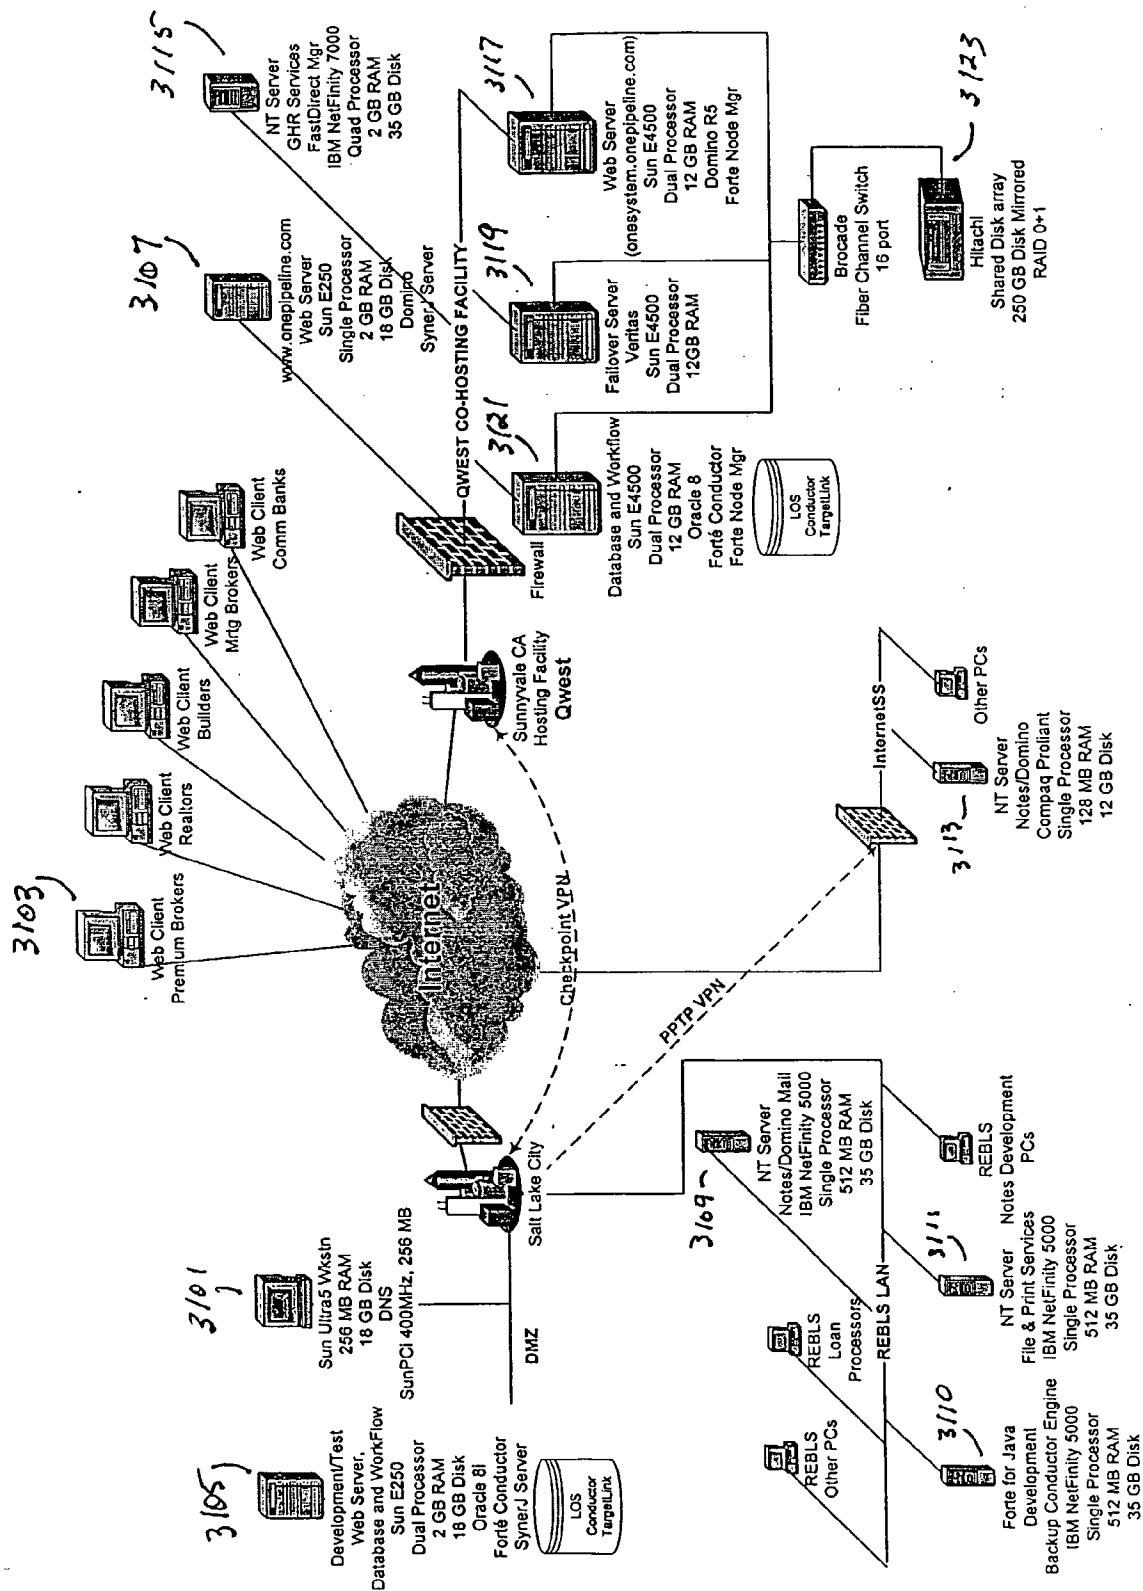 3103
Web Client
Premium Brokers
Web Client
Realtors
Web Client
Builders
Web Client
Mrtg Brokers
Web Client
Comm Banks
3107
www.onepipeline.com
Web Server
Sun E250
Single Processor
2 GB RAM
18 GB Disk
Domino
SynerJ Server
3115
NT Server
GHR Services
FastDirect Mgr
IBM NetFinity 7000
Quad Processor
2 GB RAM
35 GB Disk
3105
Development/Test
Web Server,
Database and WorkFlow
Sun E250
Dual Processor
2 GB RAM
18 GB Disk
Oracle 8i
Forté Conductor
SynerJ Server
LOS
Conductor
TargetLink
3101
Sun Ultra5 Wkstn
256 MB RAM
18 GB Disk
DNS
SunPCI 400MHz, 256 MB
DMZ
Salt Lake City
Internet
Sunnyvale CA
Hosting Facility
Qwest
Firewall
QWEST CO-HOSTING FACILITY
3121
Database and Workflow
Sun E4500
Dual Processor
12 GB RAM
Oracle 8
Forté Conductor
Forte Node Mgr
LOS
Conductor
TargetLink
3119
Failover Server
Veritas
Sun E4500
Dual Processor
12GB RAM
3117
Web Server
(onesystem.onepipeline.com)
Sun E4500
Dual Processor
12 GB RAM
Domino R5
Forte Node Mgr
Brocade
Fiber Channel Switch
16 port
3123
Hitachi
Shared Disk array
250 GB Disk Mirrored
RAID 0+1
Checkpoint VPN
PPTP VPN
InternetSS
3113
NT Server
Notes/Domino
Compaq Proliant
Single Processor
128 MB RAM
12 GB Disk
Other PCs
3109
NT Server
Notes/Domino Mail
IBM NetFinity 5000
Single Processor
512 MB RAM
35 GB Disk
REBLS LAN
REBLS
Other PCs
REBLS
Loan
Processors
3110
Forte for Java
Development
Backup Conductor Engine
IBM NetFinity 5000
Single Processor
512 MB RAM
35 GB Disk
3111
NT Server
File & Print Services
IBM NetFinity 5000
Single Processor
512 MB RAM
35 GB Disk
REBLS
Notes Development
PCs